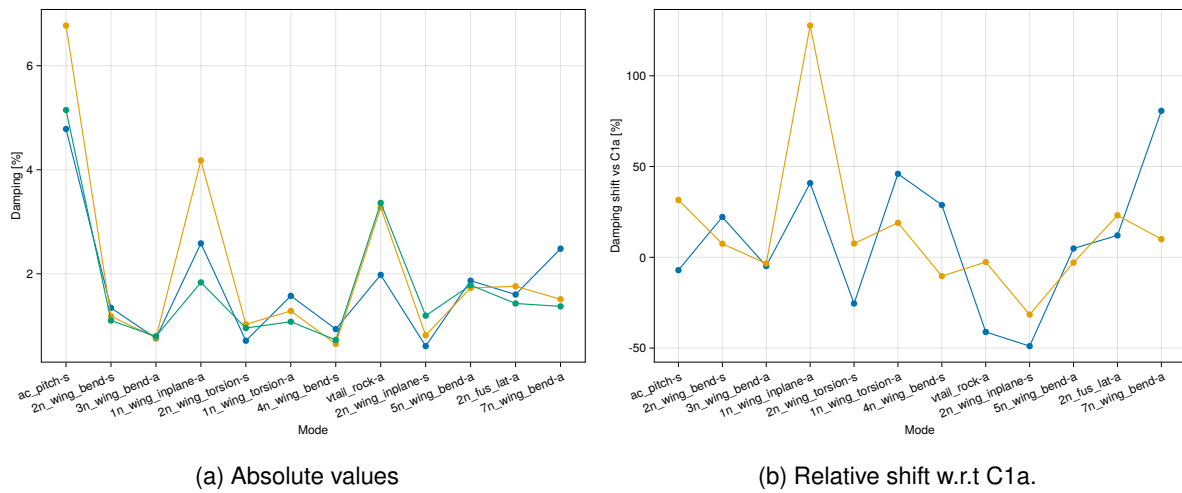 Damping [%]
6
4
2
ac_pitch-s
2n_wing_bend-s
3n_wing_bend-a
1n_wing_inplane-a
2n_wing_torsion-s
1n_wing_torsion-a
4n_wing_bend-s
vtail_rock-a
2n_wing_inplane-s
5n_wing_bend-a
2n_fus_lat-a
7n_wing_bend-a
Mode
(a) Absolute values
Damping shift vs C1a [%]
100
50
0
-50
ac_pitch-s
2n_wing_bend-s
3n_wing_bend-a
1n_wing_inplane-a
2n_wing_torsion-s
1n_wing_torsion-a
4n_wing_bend-s
vtail_rock-a
2n_wing_inplane-s
5n_wing_bend-a
2n_fus_lat-a
7n_wing_bend-a
Mode
(b) Relative shift w.r.t C1a.